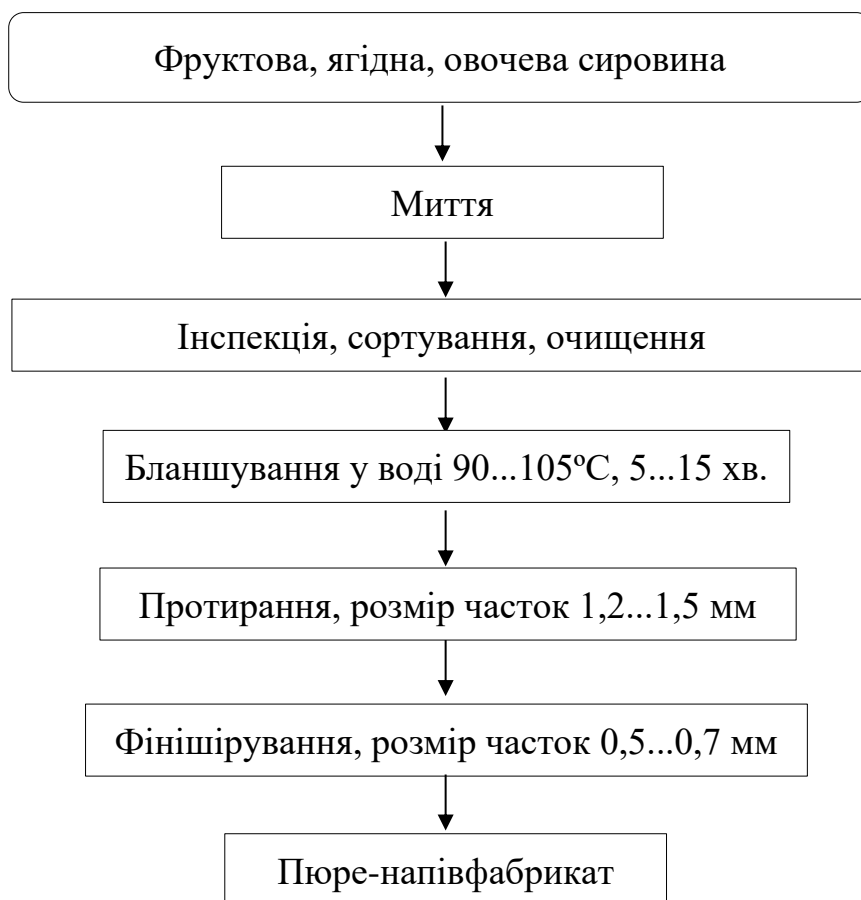 Фруктова, ягідна, овочева сировина
Миття
Інспекція, сортування, очищення
Бланшування у воді 90...105ºС, 5...15 хв.
Протирання, розмір часток 1,2...1,5 мм
Фінішірування, розмір часток 0,5...0,7 мм
Пюре-напівфабрикат